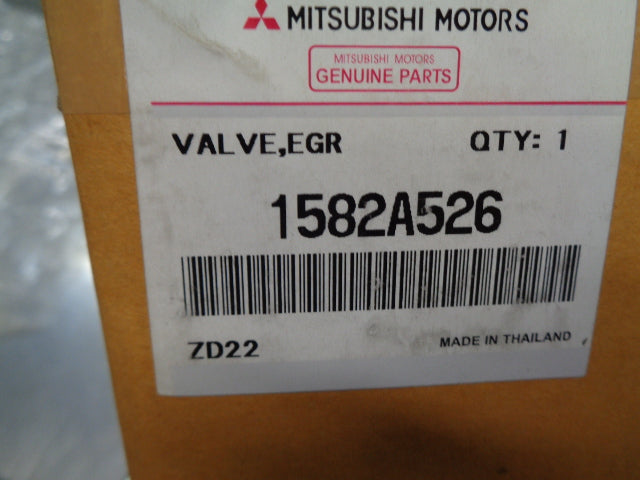 MITSUBISHI MOTORS
MITSUBISHI MOTORS
GENUINE PARTS
VALVE,EGR QTY: 1
1582A526
ZD22 MADE IN THAILAND